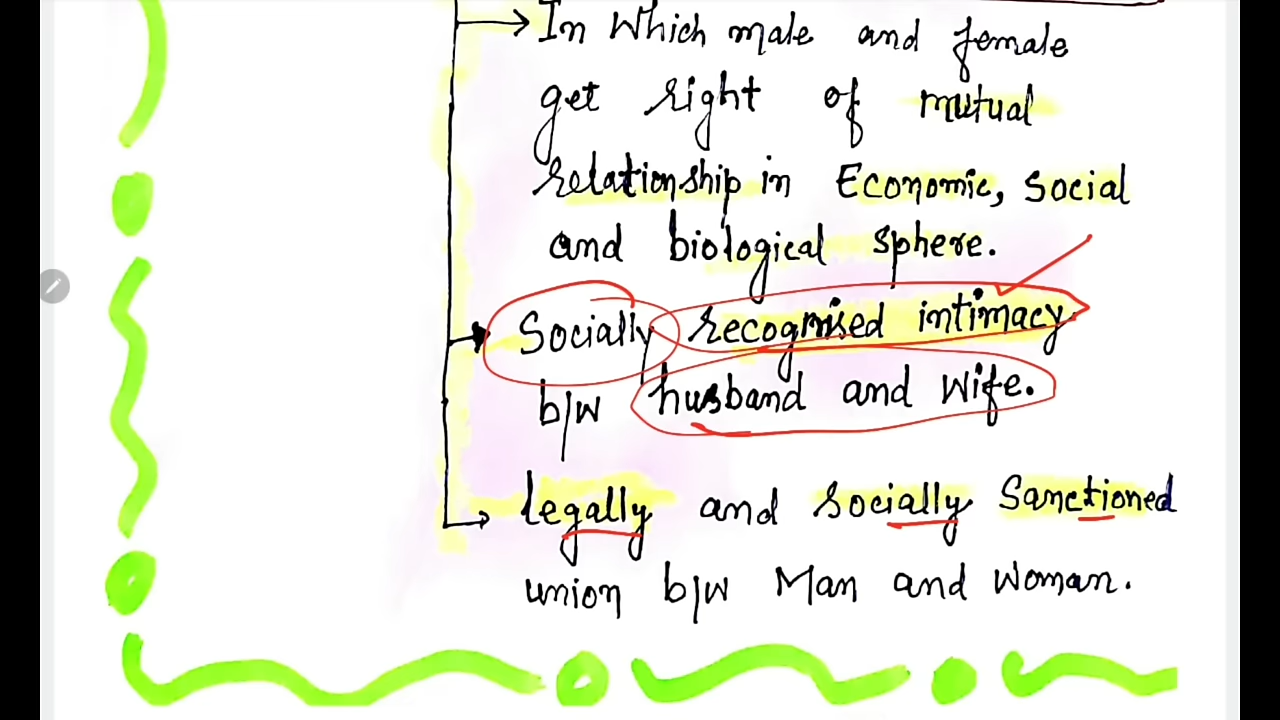 In Which male and female
get right of mutual
relationship in Economic, Social
and biological sphere.
Socially recognised intimacy
b/w husband and wife.
legally and socially Sanctioned
union b/w Man and Woman.